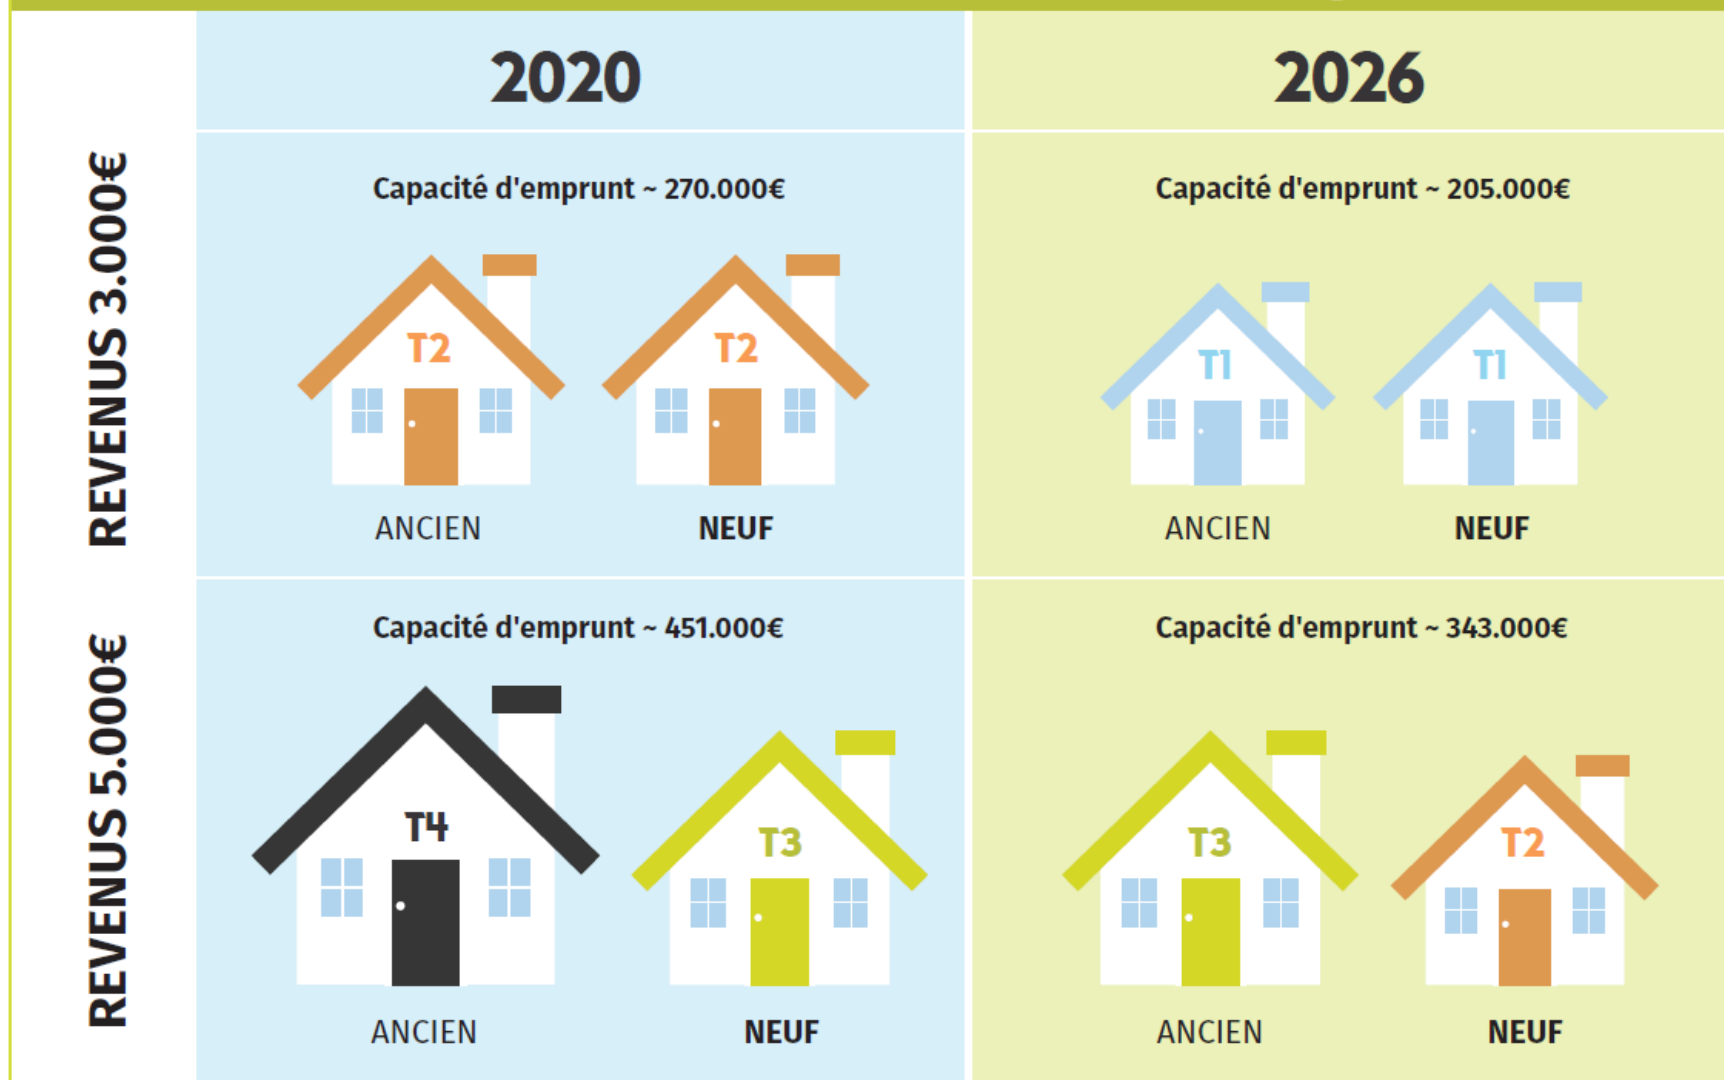 2020
2026
REVENUS 3.000€
Capacité d'emprunt ~ 270.000€
T2
T2
ANCIEN
NEUF
Capacité d'emprunt ~ 205.000€
T1
T1
ANCIEN
NEUF
REVENUS 5.000€
Capacité d'emprunt ~ 451.000€
T4
T3
ANCIEN
NEUF
Capacité d'emprunt ~ 343.000€
T3
T2
ANCIEN
NEUF